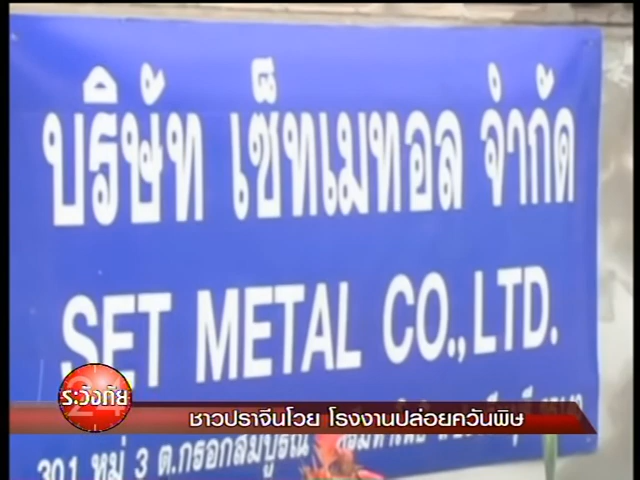 บริษัท เซ็ทเมทอล จำกัด
SET METAL CO.,LTD.
ระวังภัย 24
ชาวปราจีนโวย โรงงานปล่อยควันพิษ
301 หมู่ 3 ต.กรอกสมบูรณ์